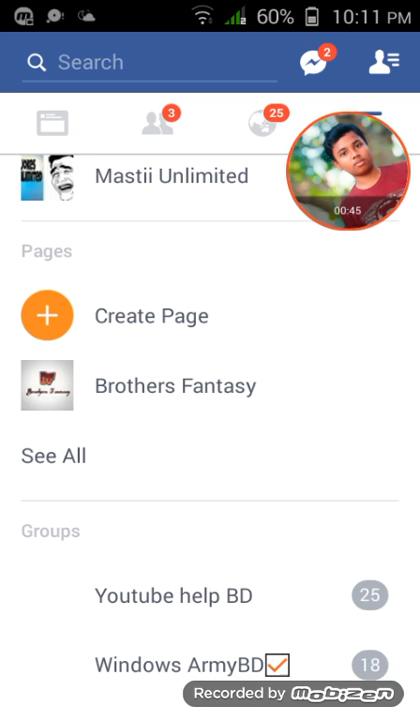 60% 10:11 PM
Search
2
3
25
Mastii Unlimited
00:45
Pages
Create Page
Brothers Fantasy
See All
Groups
Youtube help BD 25
Windows ArmyBD 18
Recorded by mobizen